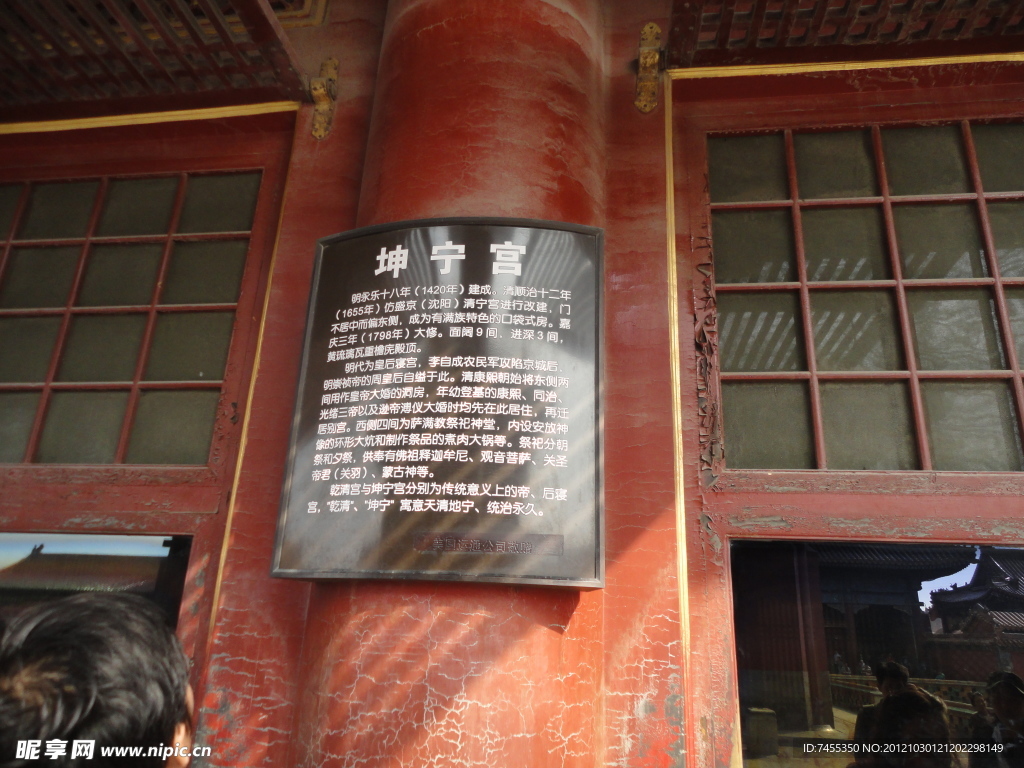 坤宁宫
明永乐十八年（1420年）建成。清顺治十二年
（1655年）仿盛京（沈阳）清宁宫进行改建，门
不居中而偏东侧，成为有满族特色的口袋式房。嘉
庆三年（1798年）大修。面阔9间，进深3间，
黄琉璃瓦重檐庑殿顶。
明代为皇后寝宫，李自成农民军攻陷京城后，
明崇祯帝的周皇后自缢于此。清康熙朝始将东侧两
间用作皇帝大婚的洞房，年幼登基的康熙、同治、
光绪三帝以及逊帝溥仪大婚时均先在此居住，再迁
居别宫。西侧四间为萨满教祭祀神堂，内设安放神
像的环形大炕和制作祭品的煮肉大锅等。祭祀分朝
祭和夕祭，供奉有佛祖释迦牟尼、观音菩萨、关圣
帝君（关羽）、蒙古神等。
乾清宫与坤宁宫分别为传统意义上的帝、后寝
宫，“乾清”、“坤宁”寓意天清地宁、统治永久。
昵享网 www.nipic.cn
ID:7455350 NO:20121030121202298149